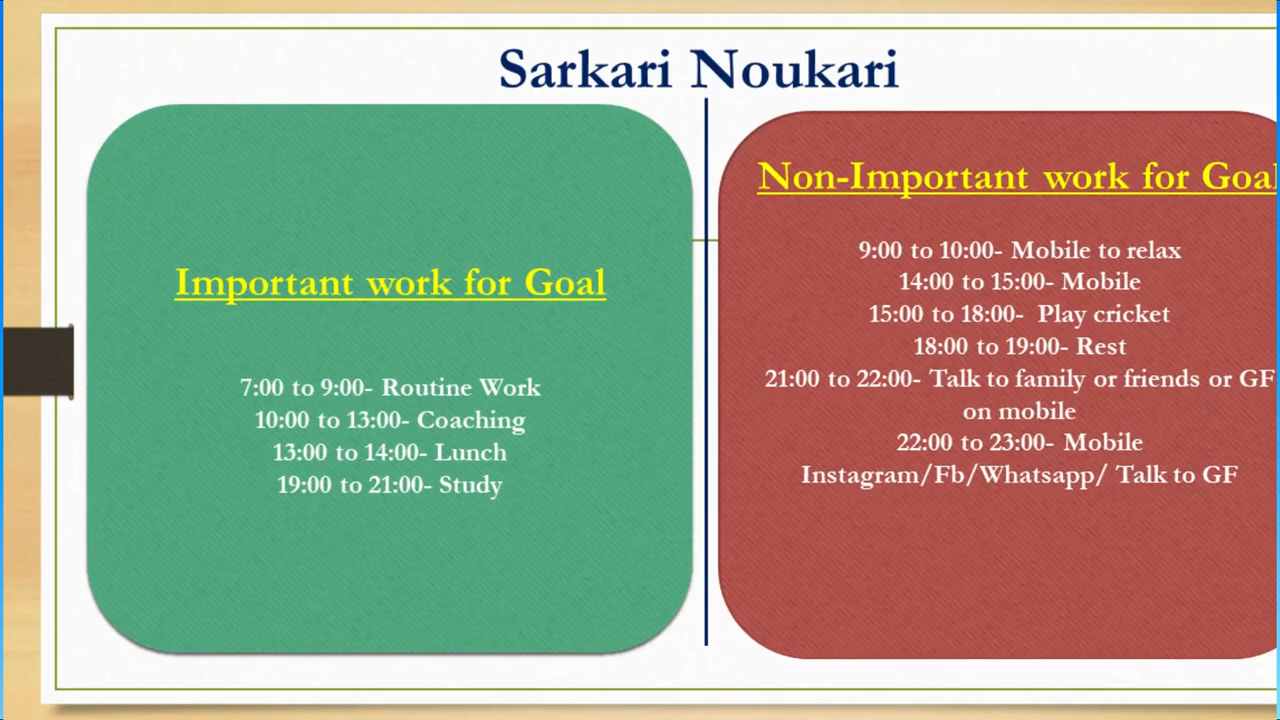 Sarkari Noukari
Important work for Goal
7:00 to 9:00- Routine Work
10:00 to 13:00- Coaching
13:00 to 14:00- Lunch
19:00 to 21:00- Study
Non-Important work for Goal
9:00 to 10:00- Mobile to relax
14:00 to 15:00- Mobile
15:00 to 18:00- Play cricket
18:00 to 19:00- Rest
21:00 to 22:00- Talk to family or friends or GF
on mobile
22:00 to 23:00- Mobile
Instagram/Fb/Whatsapp/ Talk to GF